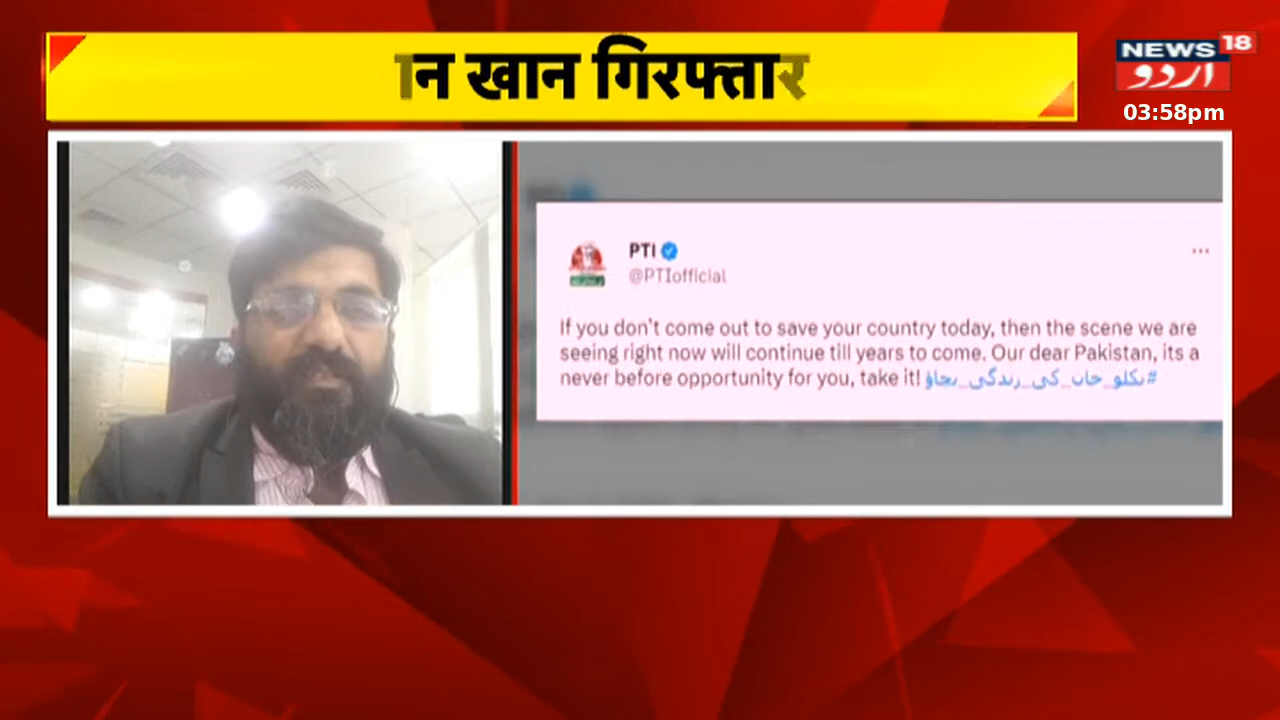 ान खान गिरफ्तार
NEWS 18
اردو
03:58pm
PTI
@PTIofficial
If you don't come out to save your country today, then the scene we are
seeing right now will continue till years to come. Our dear Pakistan, its a
never before opportunity for you, take it! #نکلو_خان_کی_زندگی_بچاؤ